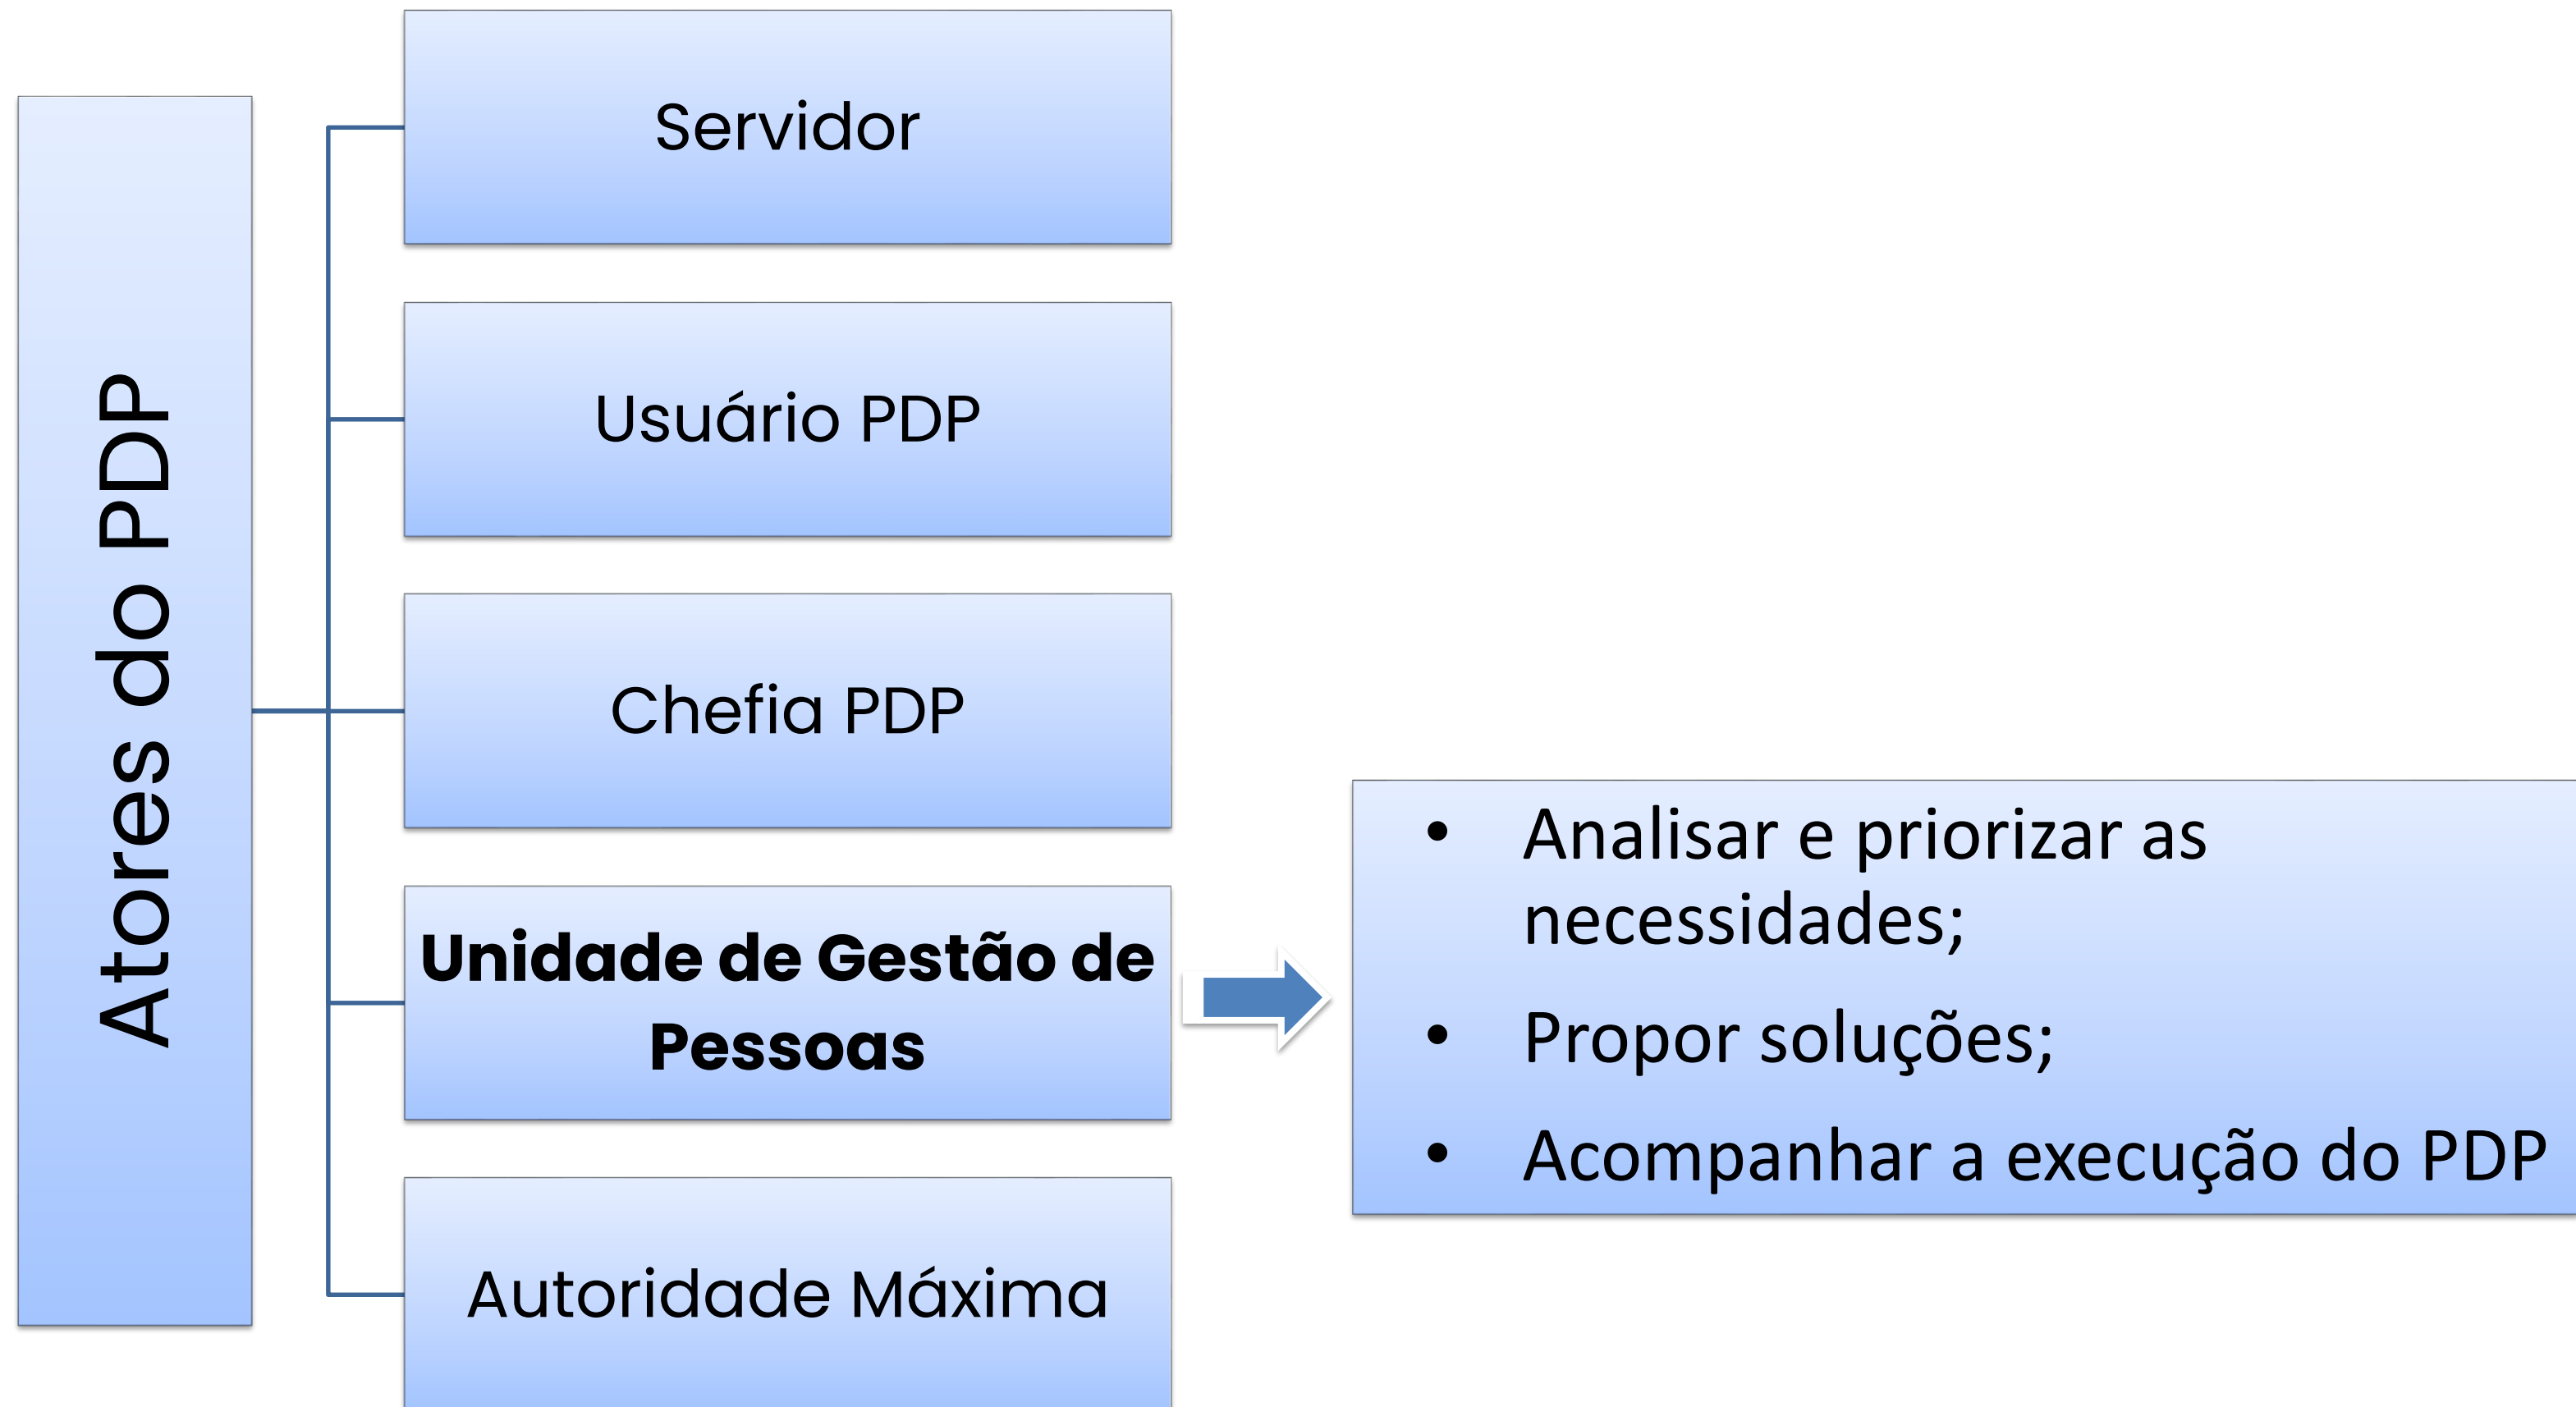 Atores do PDP
Servidor
Usuário PDP
Chefia PDP
Unidade de Gestão de
Pessoas
Autoridade Máxima
• Analisar e priorizar as
necessidades;
• Propor soluções;
• Acompanhar a execução do PDP